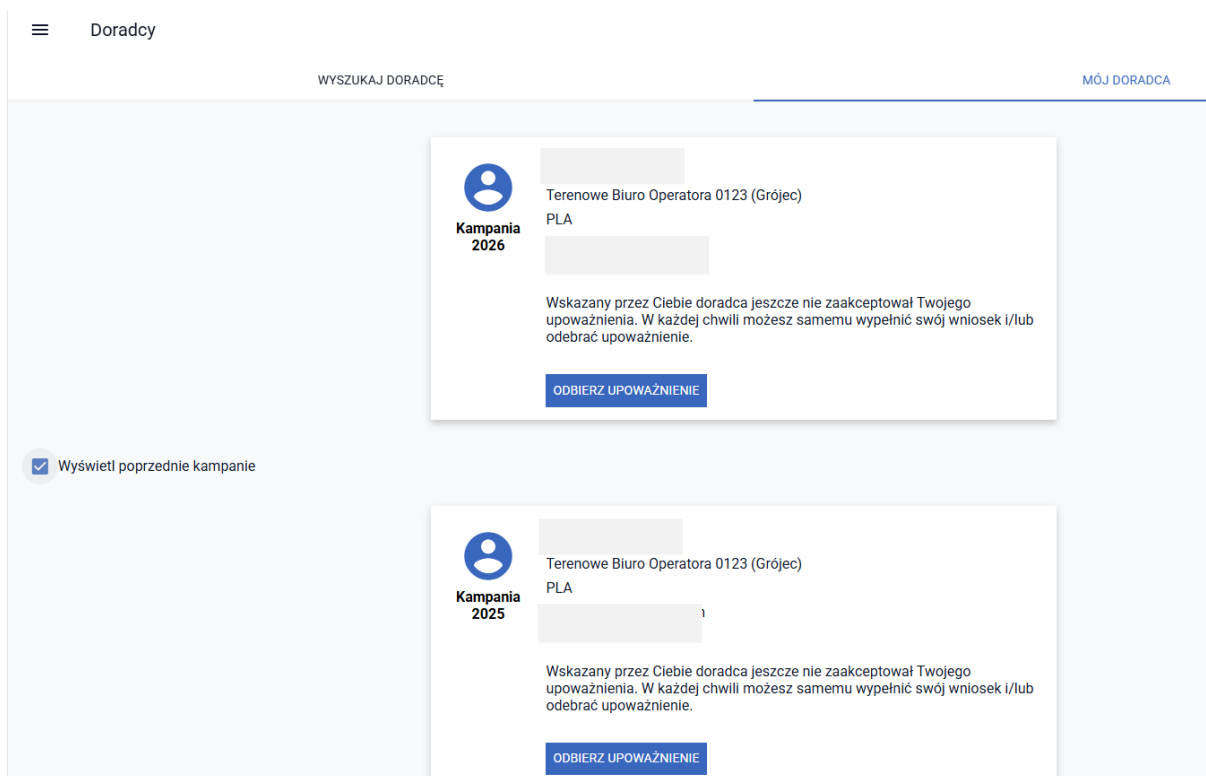 Doradcy
WYSZUKAJ DORADCĘ
MÓJ DORADCA
Terenowe Biuro Operatora 0123 (Grójec)
PLA
Kampania
2026
Wskazany przez Ciebie doradca jeszcze nie zaakceptował Twojego
upoważnienia. W każdej chwili możesz samemu wypełnić swój wniosek i/lub
odebrać upoważnienie.
ODBIERZ UPOWAŻNIENIE
Wyświetl poprzednie kampanie
Terenowe Biuro Operatora 0123 (Grójec)
PLA
Kampania
2025
Wskazany przez Ciebie doradca jeszcze nie zaakceptował Twojego
upoważnienia. W każdej chwili możesz samemu wypełnić swój wniosek i/lub
odebrać upoważnienie.
ODBIERZ UPOWAŻNIENIE